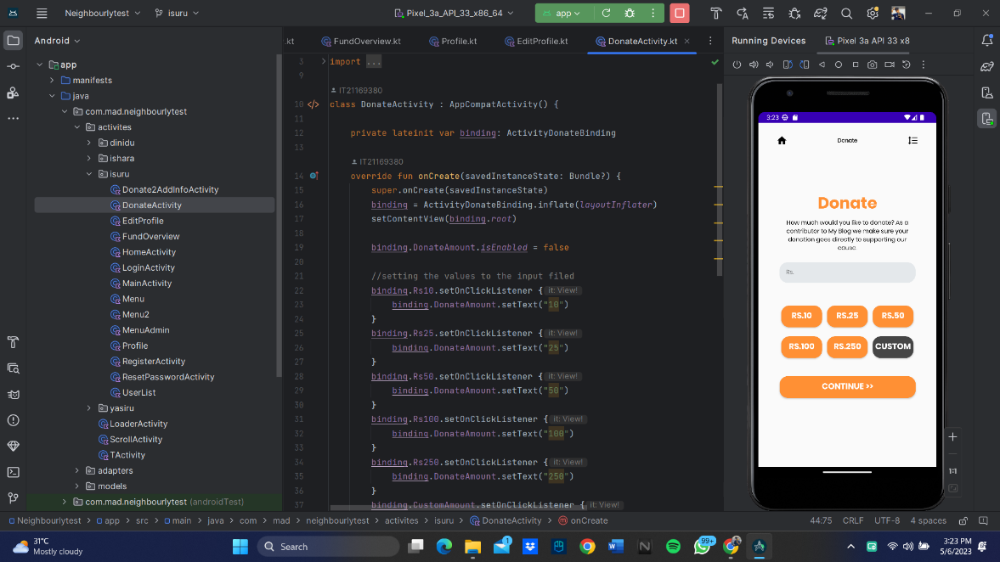 Neighbourlytest
isuru
Pixel_3a_API_33_x86_64
app
Android
.kt
FundOverview.kt
Profile.kt
EditProfile.kt
DonateActivity.kt
Running Devices
Pixel 3a API 33 x8
app
manifests
java
com.mad.neighbourlytest
activites
dinidu
ishara
isuru
Donate2AddInfoActivity
DonateActivity
EditProfile
FundOverview
HomeActivity
LoginActivity
MainActivity
Menu
Menu2
MenuAdmin
Profile
RegisterActivity
ResetPasswordActivity
UserList
yasiru
LoaderActivity
ScrollActivity
TActivity
adapters
models
com.mad.neighbourlytest (androidTest)
3 import ...
9
IT21169380
10 class DonateActivity : AppCompatActivity() {
11
12 private lateinit var binding: ActivityDonateBinding
13
IT21169380
14 override fun onCreate(savedInstanceState: Bundle?) {
15 super.onCreate(savedInstanceState)
16 binding = ActivityDonateBinding.inflate(layoutInflater)
17 setContentView(binding.root)
18
19 binding.DonateAmount.isEnabled = false
20
21 //setting the values to the input filed
22 binding.Rs10.setOnClickListener { it: View!
23 binding.DonateAmount.setText("10")
24 }
25 binding.Rs25.setOnClickListener { it: View!
26 binding.DonateAmount.setText("25")
27 }
28 binding.Rs50.setOnClickListener { it: View!
29 binding.DonateAmount.setText("50")
30 }
31 binding.Rs100.setOnClickListener { it: View!
32 binding.DonateAmount.setText("100")
33 }
34 binding.Rs250.setOnClickListener { it: View!
35 binding.DonateAmount.setText("250")
36 }
37 binding.CustomAmount.setOnClickListener { it: View!
3:23
Donate
Donate
How much would you like to donate? As a
contributor to My Blog we make sure your
donation goes directly to supporting our
cause.
Rs.
RS.10 RS.25 RS.50
RS.100 RS.250 CUSTOM
CONTINUE >>
1:1
Neighbourlytest > app > src > main > java > com > mad > neighbourlytest > activites > isuru > DonateActivity > onCreate
44:75 CRLF UTF-8 4 spaces
31°C
Mostly cloudy
Search
1
99+
3:23 PM
5/6/2023